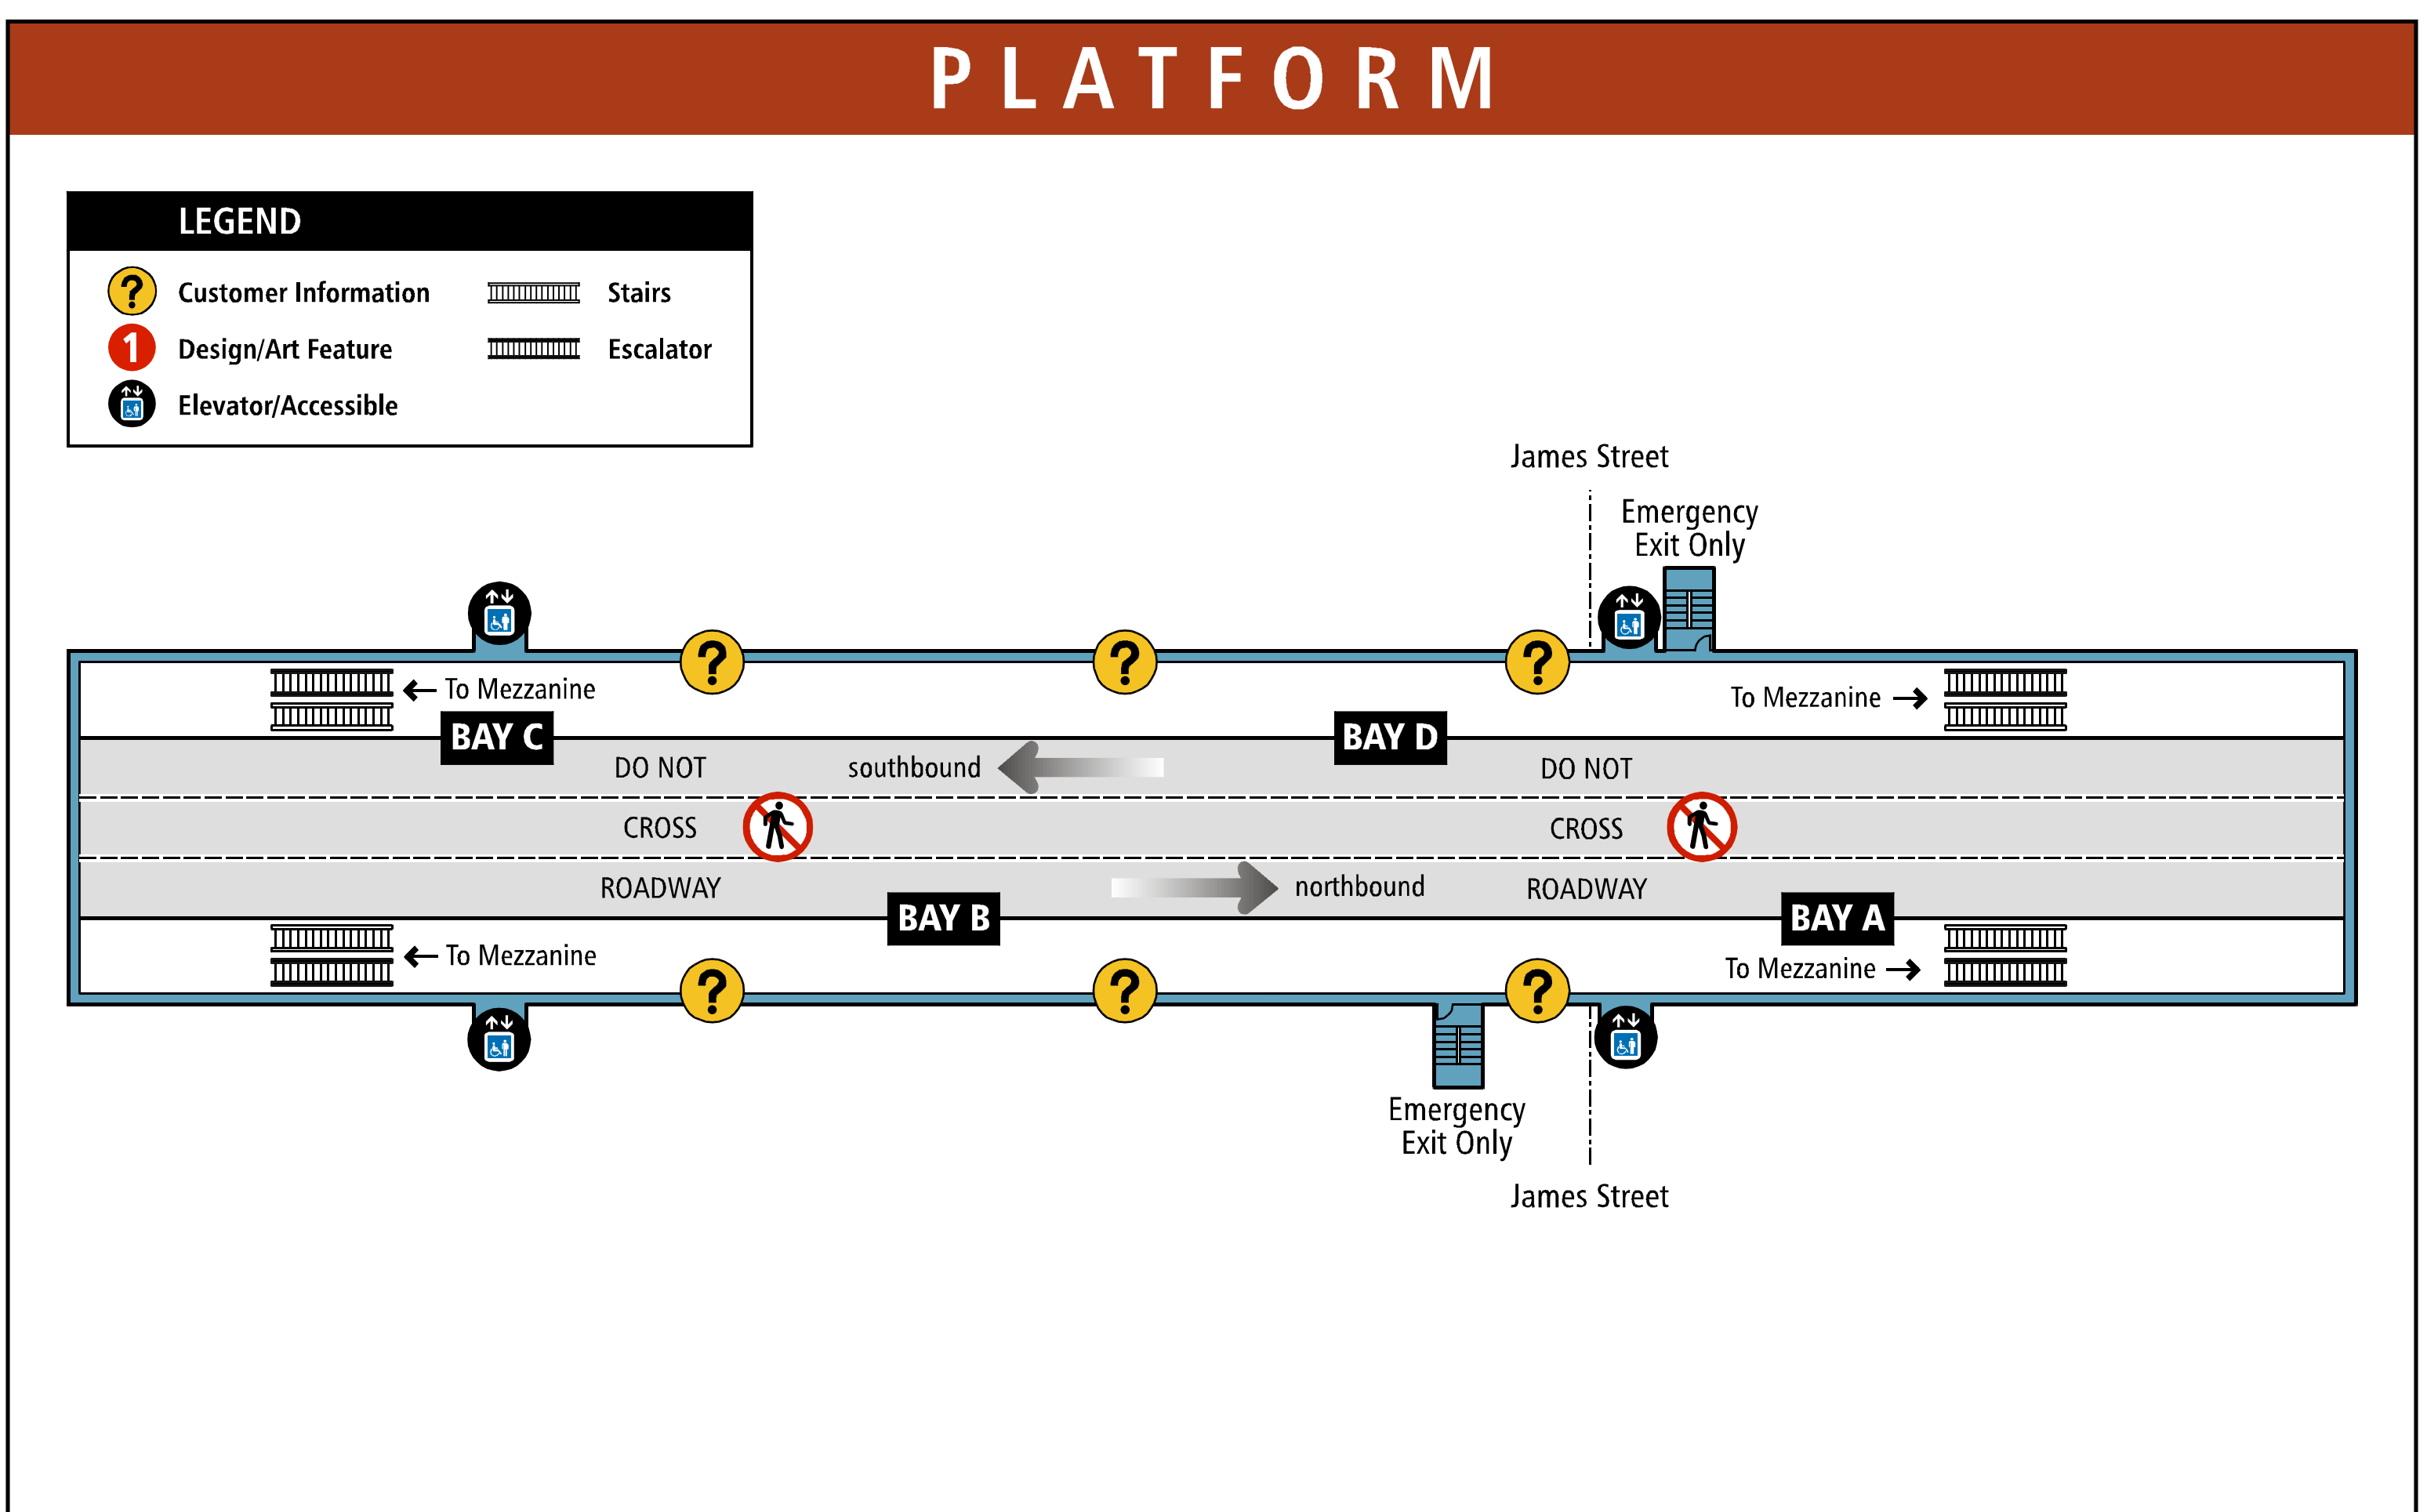 PLATFORM
LEGEND
? Customer Information
Stairs
1 Design/Art Feature
Escalator
Elevator/Accessible
James Street
Emergency
Exit Only
? ? ?
← To Mezzanine
To Mezzanine →
BAY C
BAY D
DO NOT
southbound
DO NOT
CROSS
CROSS
ROADWAY
northbound
ROADWAY
BAY B
BAY A
← To Mezzanine
To Mezzanine →
? ? ?
Emergency
Exit Only
James Street